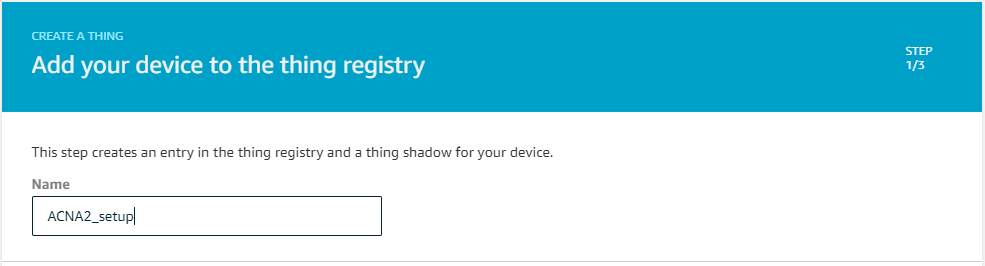 CREATE A THING
Add your device to the thing registry
STEP
1/3
This step creates an entry in the thing registry and a thing shadow for your device.
Name
ACNA2_setup